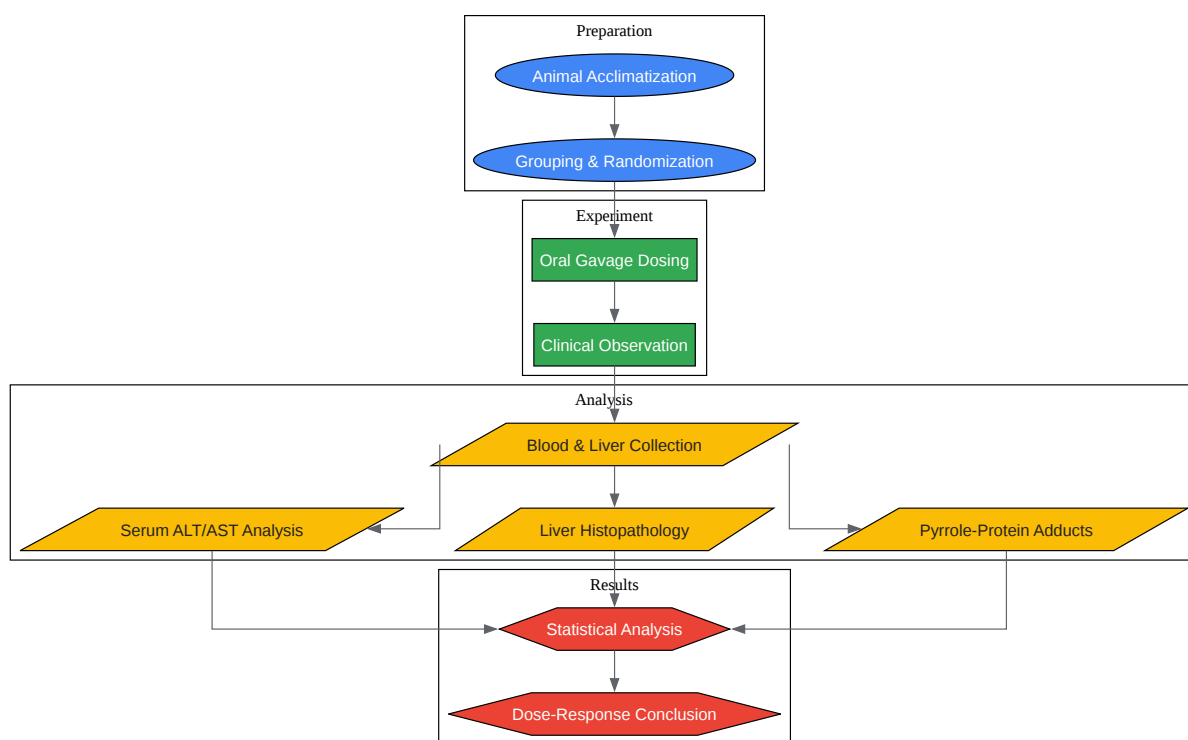 Preparation
Animal Acclimatization
Grouping & Randomization
Experiment
Oral Gavage Dosing
Clinical Observation
Analysis
Blood & Liver Collection
Serum ALT/AST Analysis
Liver Histopathology
Pyrrole-Protein Adducts
Results
Statistical Analysis
Dose-Response Conclusion